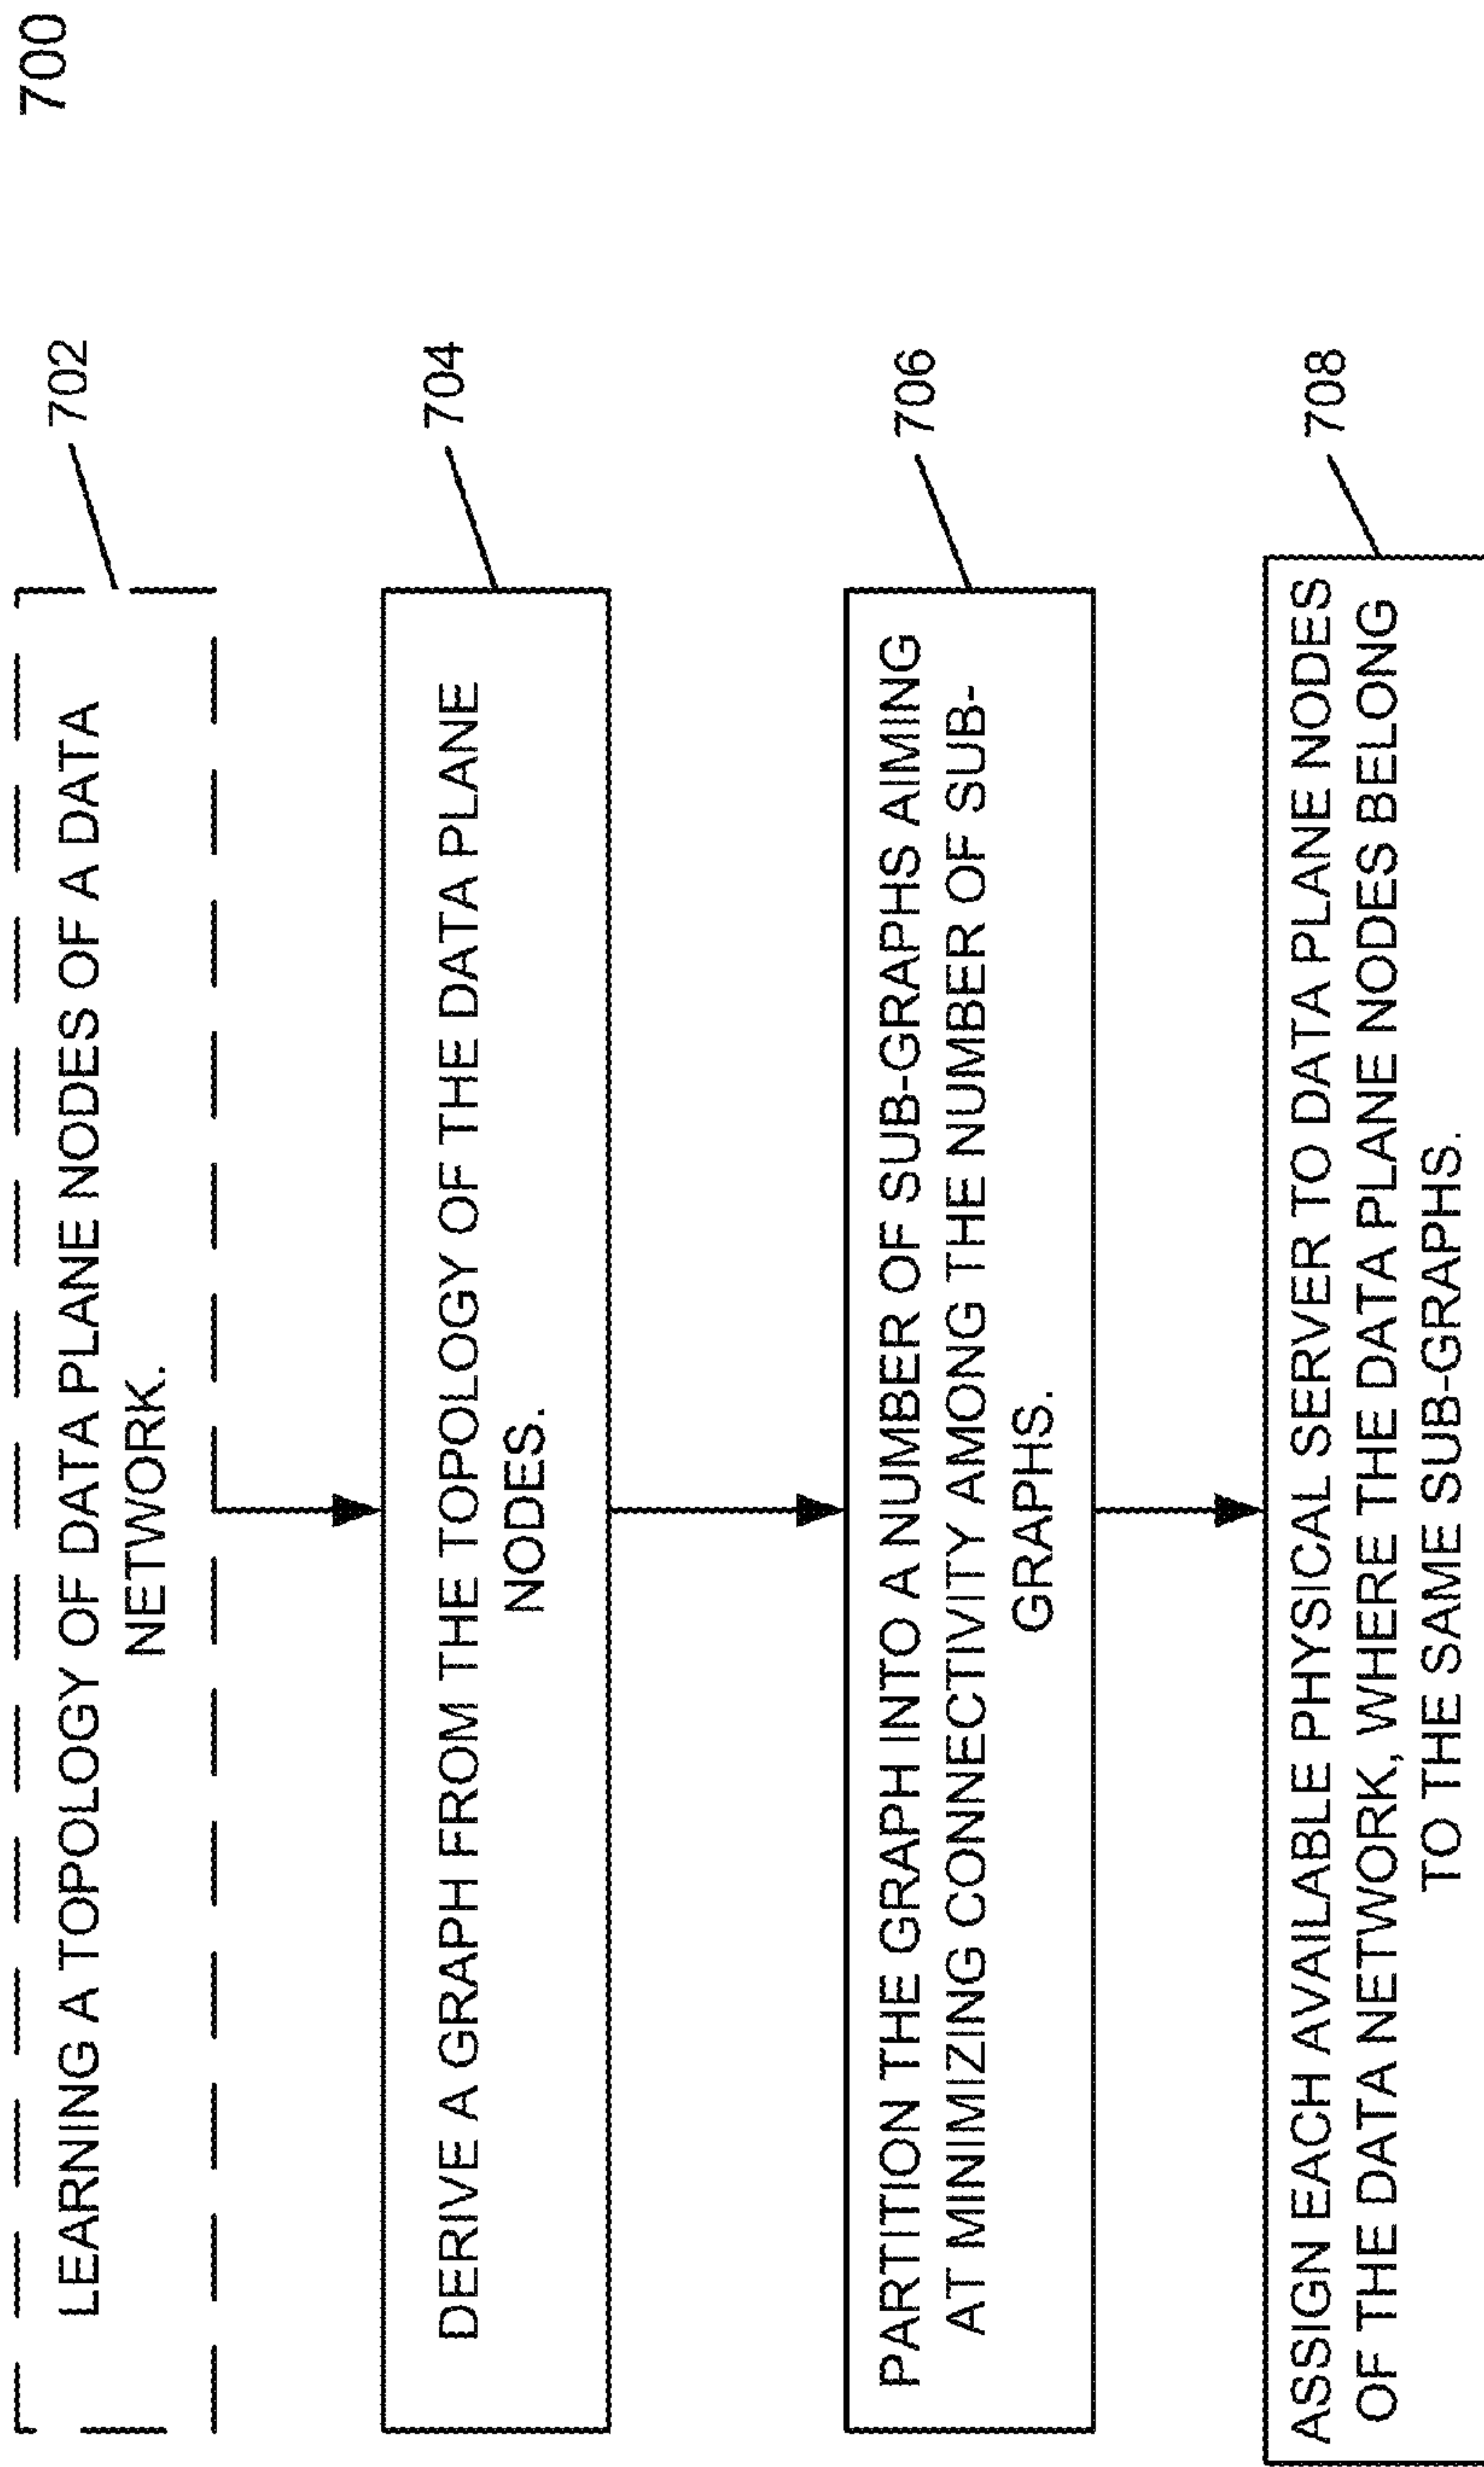 700
702
LEARNING A TOPOLOGY OF DATA PLANE NODES OF A DATA
NETWORK.
704
DERIVE A GRAPH FROM THE TOPOLOGY OF THE DATA PLANE
NODES.
706
PARTITION THE GRAPH INTO A NUMBER OF SUB-GRAPHS AIMING
AT MINIMIZING CONNECTIVITY AMONG THE NUMBER OF SUB-
GRAPHS.
708
ASSIGN EACH AVAILABLE PHYSICAL SERVER TO DATA PLANE NODES
OF THE DATA NETWORK, WHERE THE DATA PLANE NODES BELONG
TO THE SAME SUB-GRAPHS.